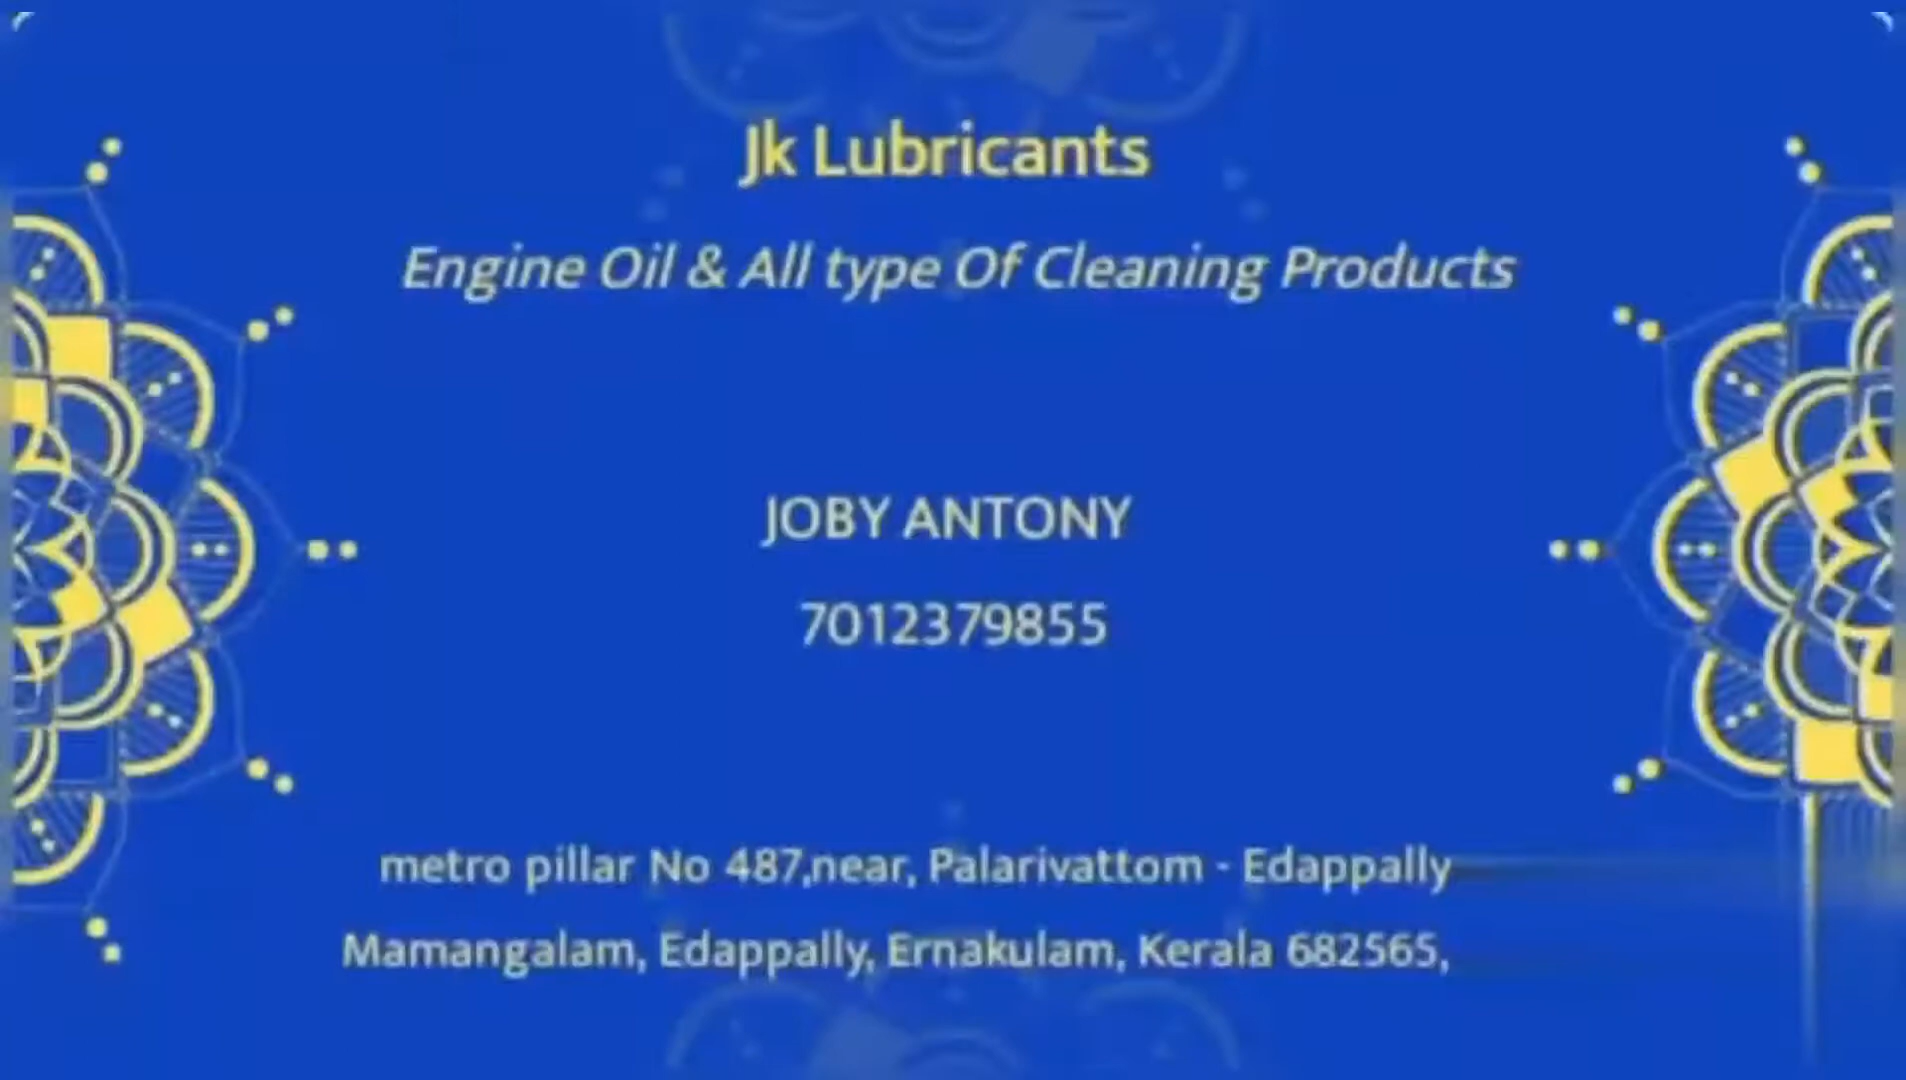 Jk Lubricants
Engine Oil & All type Of Cleaning Products
JOBY ANTONY
7012379855
metro pillar No 487,near, Palarivattom - Edappally
Mamangalam, Edappally, Ernakulam, Kerala 682565,